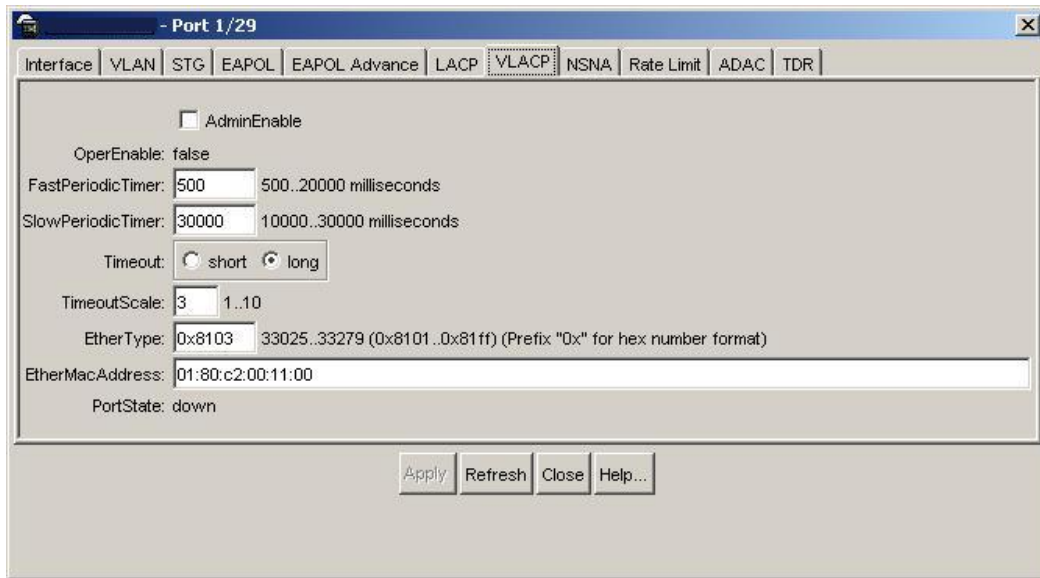 - Port 1/29
Interface VLAN STG EAPOL EAPOL Advance LACP VLACP NSNA Rate Limit ADAC TDR
AdminEnable
OperEnable: false
FastPeriodicTimer: 500 500..20000 milliseconds
SlowPeriodicTimer: 30000 10000..30000 milliseconds
Timeout: short long
TimeoutScale: 3 1..10
EtherType: 0x8103 33025..33279 (0x8101..0x81ff) (Prefix "0x" for hex number format)
EtherMacAddress: 01:80:c2:00:11:00
PortState: down
Apply Refresh Close Help...